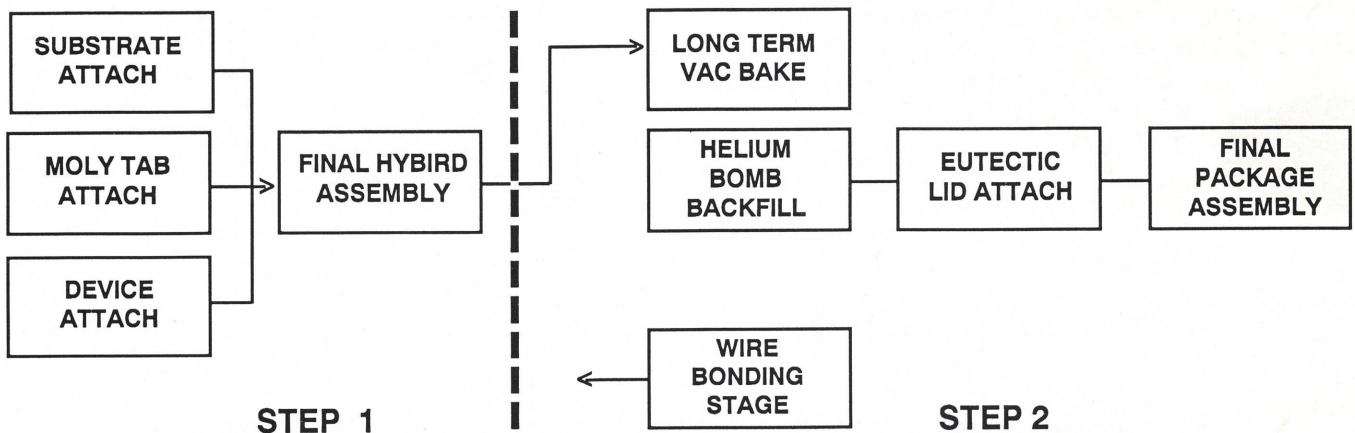 SUBSTRATE
ATTACH
MOLY TAB
ATTACH
DEVICE
ATTACH
FINAL HYBIRD
ASSEMBLY
STEP 1
LONG TERM
VAC BAKE
HELIUM
BOMB
BACKFILL
EUTECTIC
LID ATTACH
FINAL
PACKAGE
ASSEMBLY
WIRE
BONDING
STAGE
STEP 2